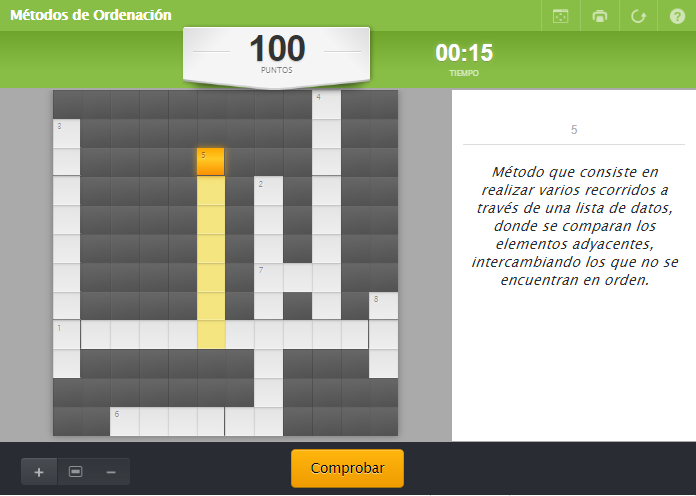 Métodos de Ordenación
100
PUNTOS
00:15
TIEMPO
4
3
5
2
7
8
1
6
5
Método que consiste en
realizar varios recorridos a
través de una lista de datos,
donde se comparan los
elementos adyacentes,
intercambiando los que no se
encuentran en orden.
Comprobar